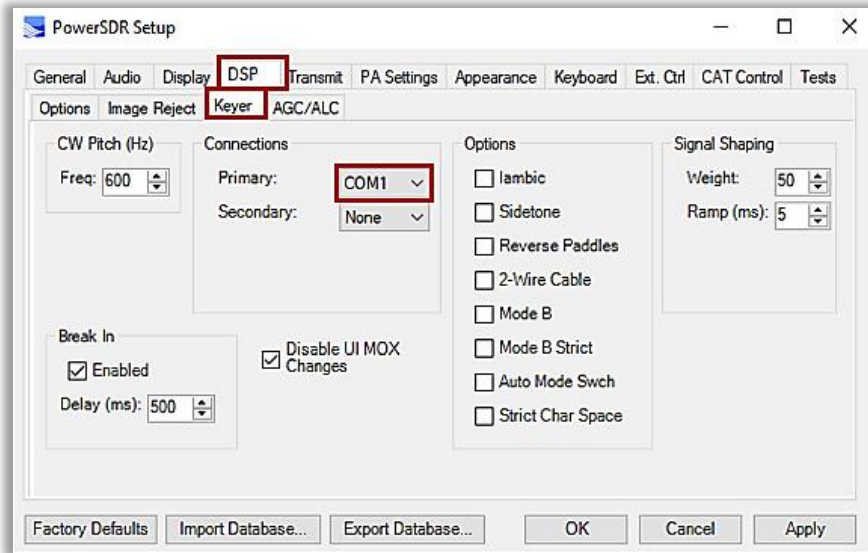 PowerSDR Setup
General Audio Display DSP Transmit PA Settings Appearance Keyboard Ext. Ctrl CAT Control Tests
Options Image Reject Keyer AGC/ALC
CW Pitch (Hz)
Freq: 600
Connections
Primary: COM1
Secondary: None
Options
Iambic
Sidetone
Reverse Paddles
2-Wire Cable
Mode B
Mode B Strict
Auto Mode Swch
Strict Char Space
Signal Shaping
Weight: 50
Ramp (ms): 5
Break In
Enabled
Delay (ms): 500
Disable UI MOX
Changes
Factory Defaults Import Database... Export Database... OK Cancel Apply